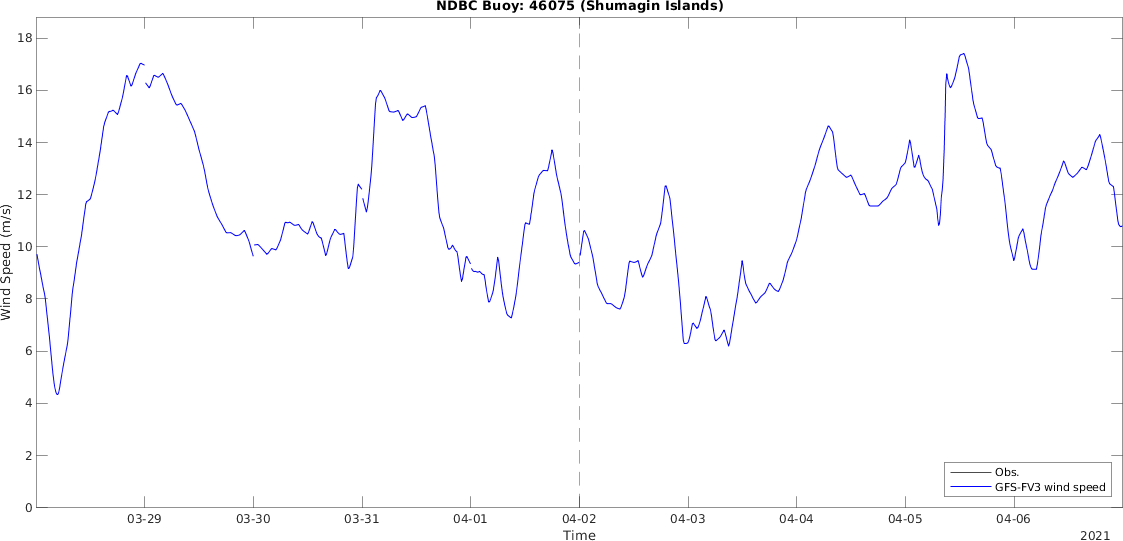 NDBC Buoy: 46075 (Shumagin Islands)
18
16
14
12
10
8
6
4
2
0
Wind Speed (m/s)
Obs.
GFS-FV3 wind speed
03-29 03-30 03-31 04-01 04-02 04-03 04-04 04-05 04-06
Time
2021